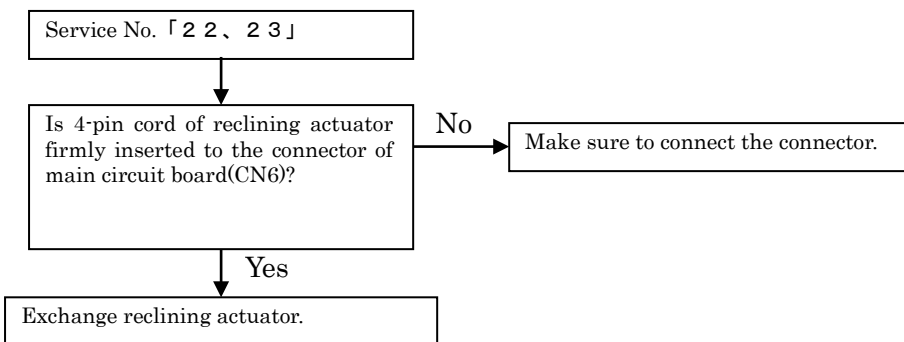 Service No.「２２、２３」
Is 4-pin cord of reclining actuator
firmly inserted to the connector of
main circuit board(CN6)?
No
Make sure to connect the connector.
Yes
Exchange reclining actuator.